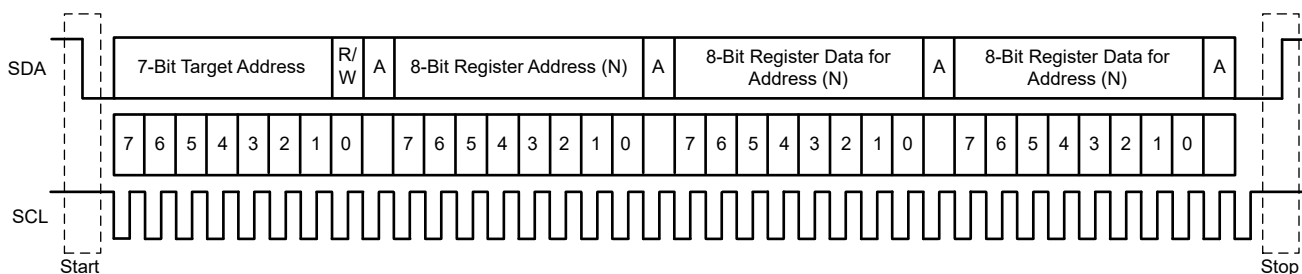 SDA
7-Bit Target Address
R/
W
A
8-Bit Register Address (N)
A
8-Bit Register Data for
Address (N)
A
8-Bit Register Data for
Address (N)
A
7 6 5 4 3 2 1 0 7 6 5 4 3 2 1 0 7 6 5 4 3 2 1 0 7 6 5 4 3 2 1 0
SCL
Start
Stop